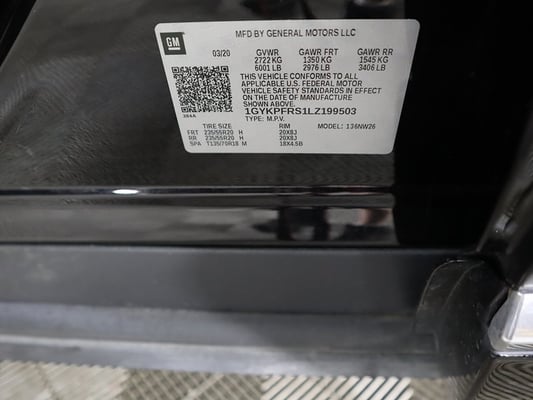 MFD BY GENERAL MOTORS LLC
GM
03/20 GVWR GAWR FRT GAWR RR
2722 KG 1350 KG 1545 KG
6001 LB 2976 LB 3406 LB
THIS VEHICLE CONFORMS TO ALL
APPLICABLE U.S. FEDERAL MOTOR
VEHICLE SAFETY STANDARDS IN EFFECT
ON THE DATE OF MANUFACTURE
SHOWN ABOVE.
1GYKPFRS1LZ199503
TYPE: M.P.V. MODEL: 136NW26
TIRE SIZE RIM
FRT 235/55R20 H 20X8J
RR 235/55R20 H 20X8J
SPA T135/70R18 M 18X4.5B